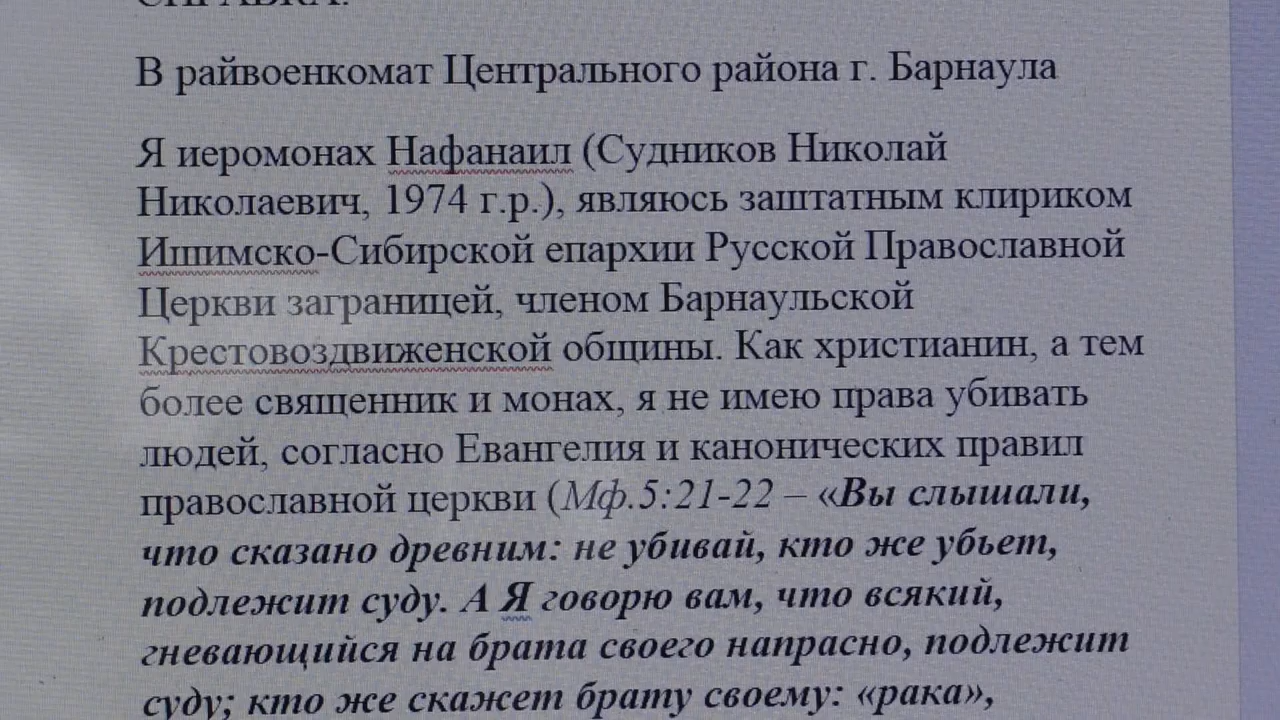 СПРАВКА.
В райвоенкомат Центрального района г. Барнаула
Я иеромонах Нафанаил (Судников Николай
Николаевич, 1974 г.р.), являюсь заштатным клириком
Ишимско-Сибирской епархии Русской Православной
Церкви заграницей, членом Барнаульской
Крестовоздвиженской общины. Как христианин, а тем
более священник и монах, я не имею права убивать
людей, согласно Евангелия и канонических правил
православной церкви (Мф.5:21-22 – «Вы слышали,
что сказано древним: не убивай, кто же убьет,
подлежит суду. А Я говорю вам, что всякий,
гневающийся на брата своего напрасно, подлежит
суду; кто же скажет брату своему: «рака»,